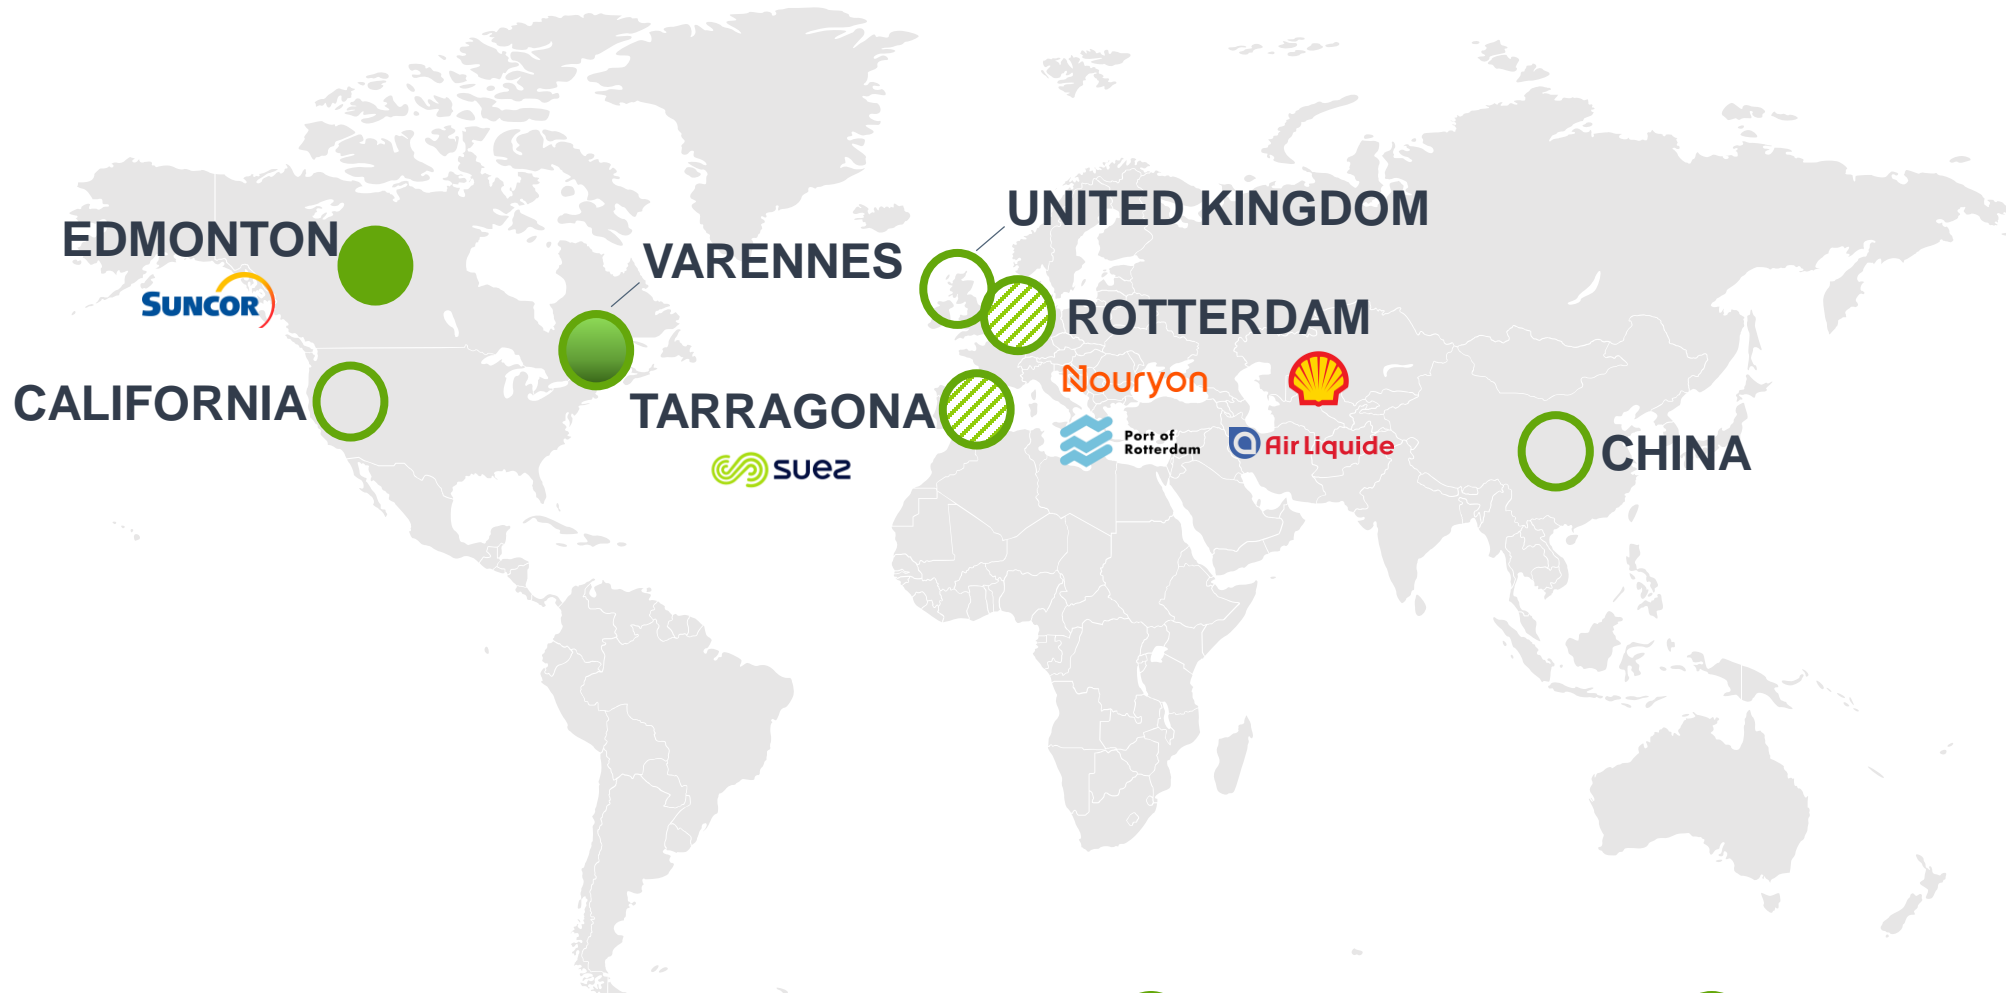 UNITED KINGDOM
EDMONTON
VARENNES
SUNCOR
ROTTERDAM
CALIFORNIA
TARRAGONA
Nouryon
suez
Port of
Rotterdam
Air Liquide
CHINA